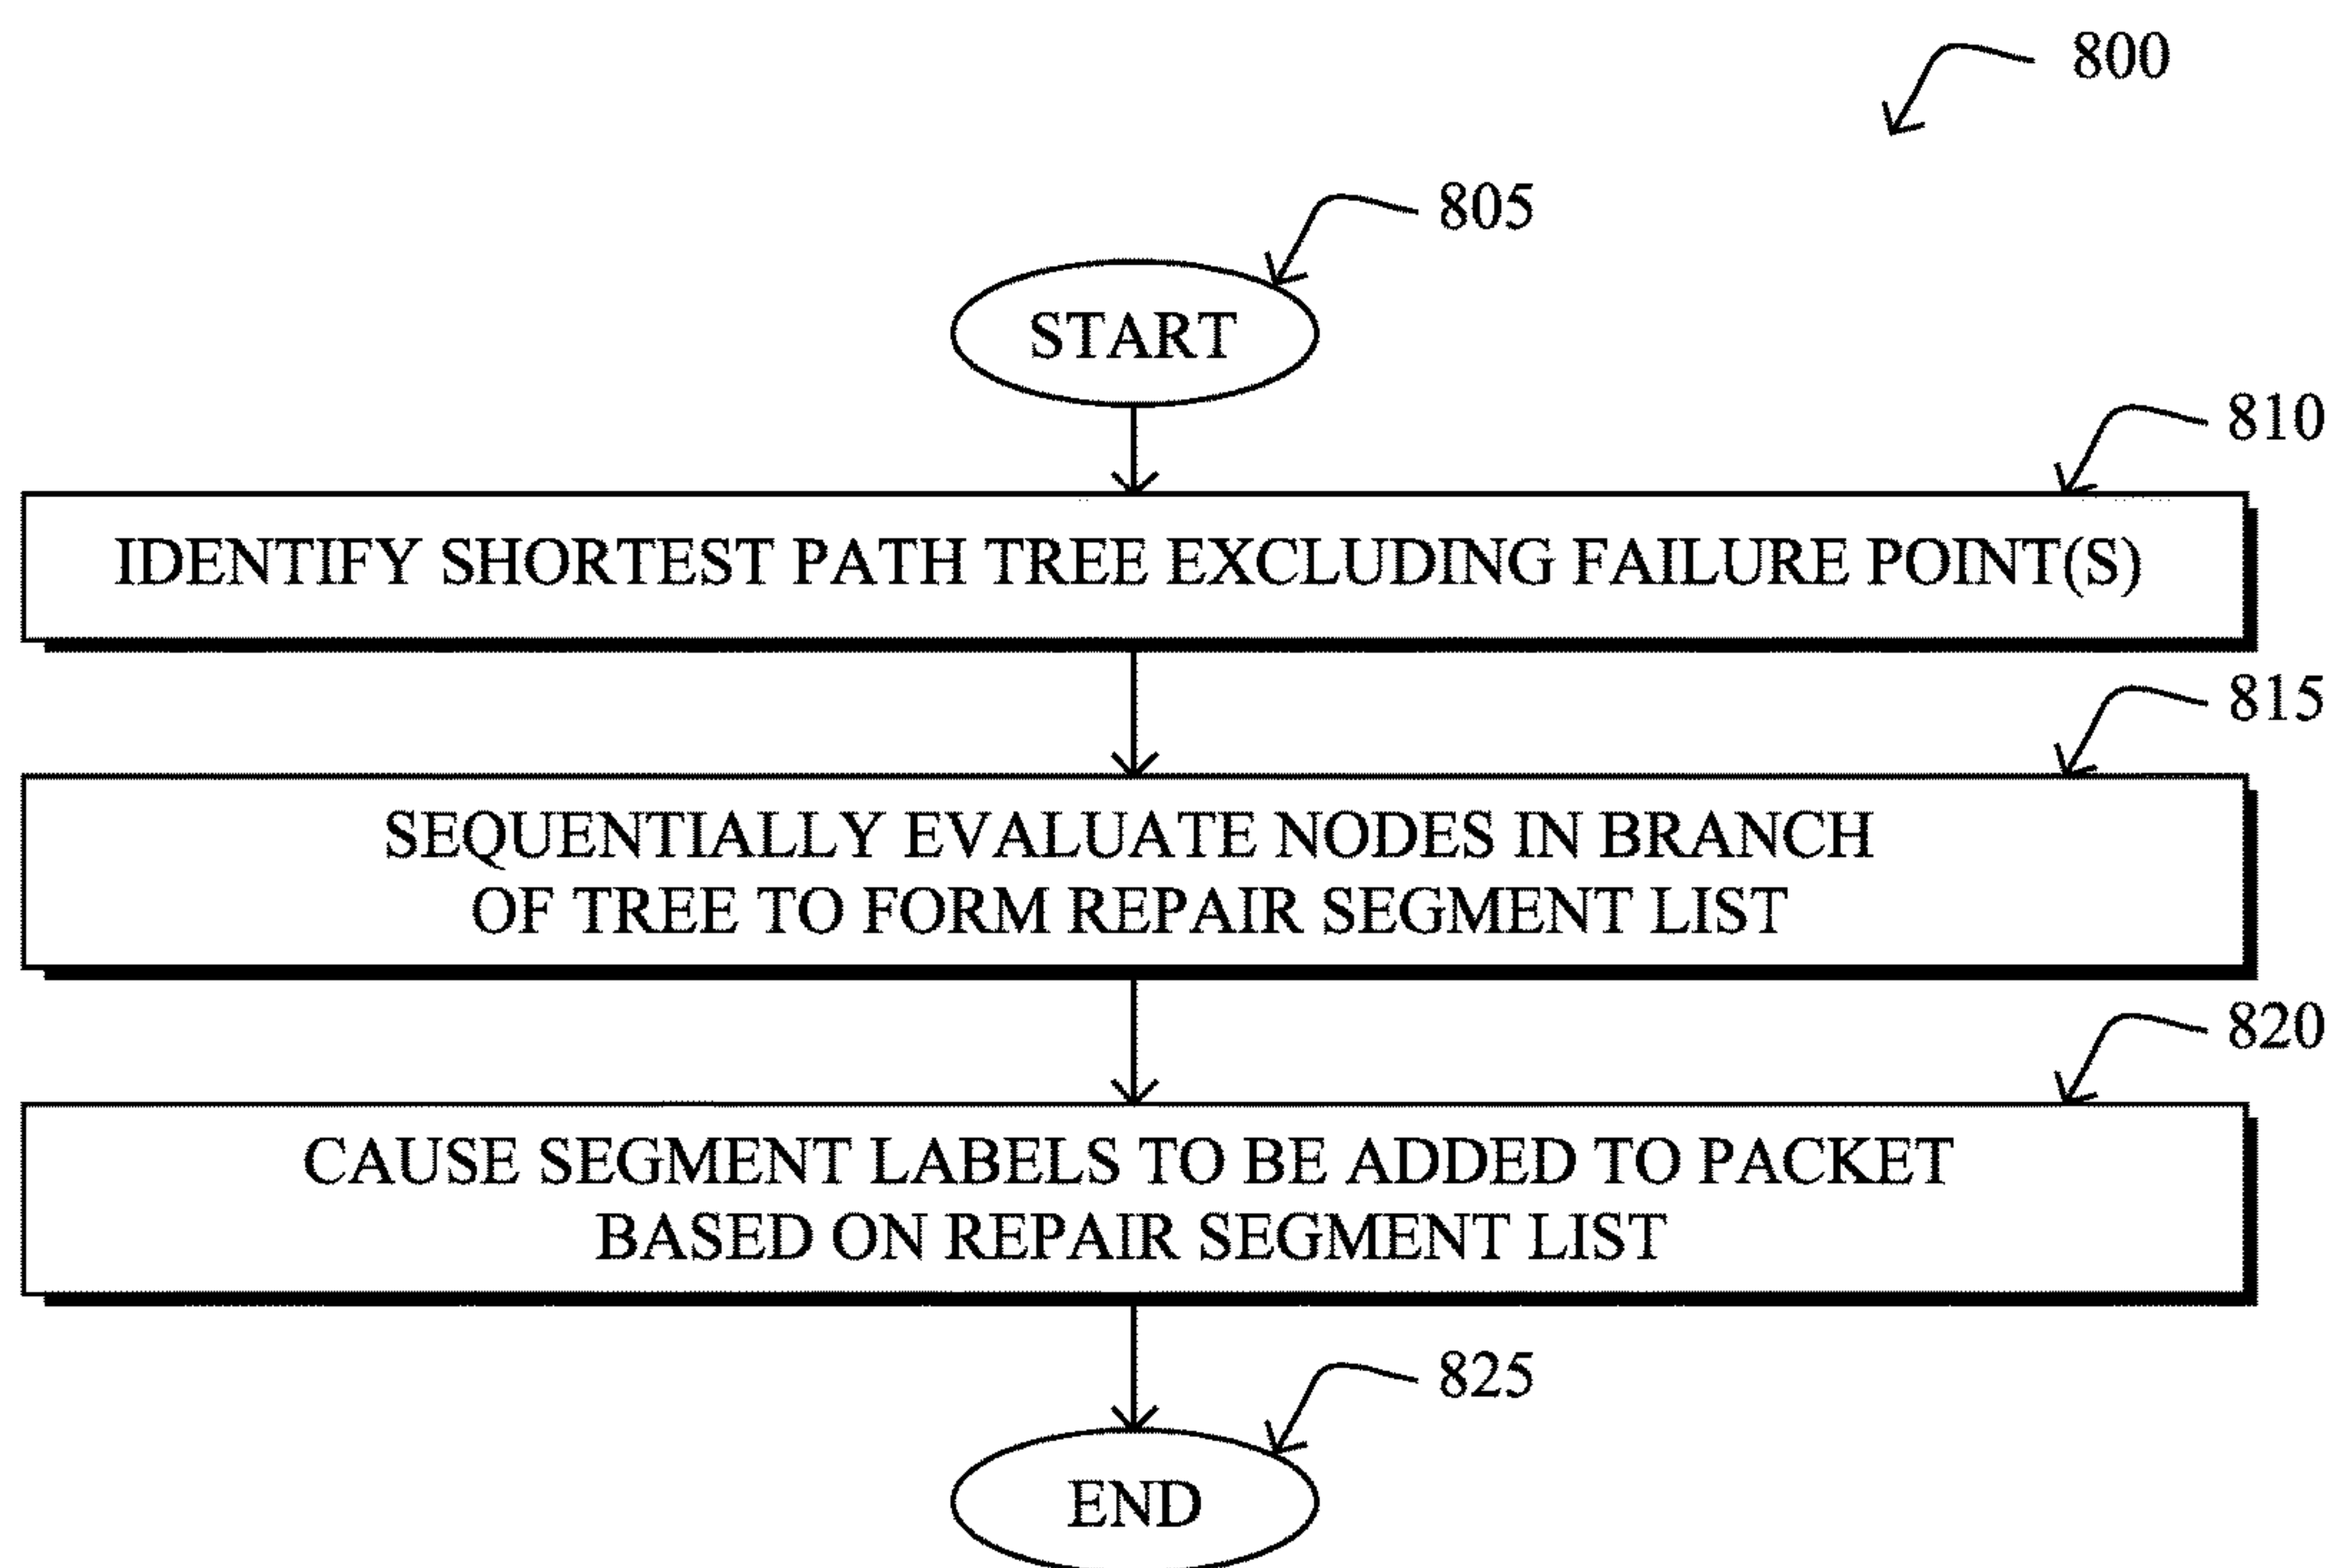 800
805
START
810
IDENTIFY SHORTEST PATH TREE EXCLUDING FAILURE POINT(S)
815
SEQUENTIALLY EVALUATE NODES IN BRANCH
OF TREE TO FORM REPAIR SEGMENT LIST
820
CAUSE SEGMENT LABELS TO BE ADDED TO PACKET
BASED ON REPAIR SEGMENT LIST
825
END